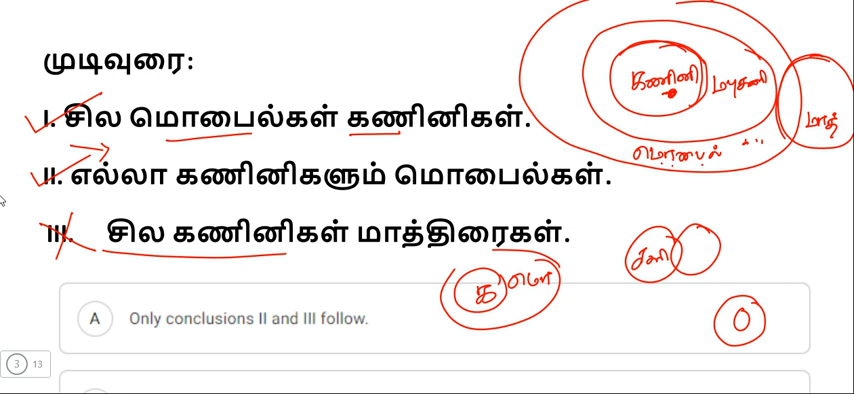 முடிவுரை:
I. சில மொபைல்கள் கணினிகள்.
II. எல்லா கணினிகளும் மொபைல்கள்.
III. சில கணினிகள் மாத்திரைகள்.
கணினி
மொபைல்
மாத்
க மொ
A Only conclusions II and III follow.
3 13